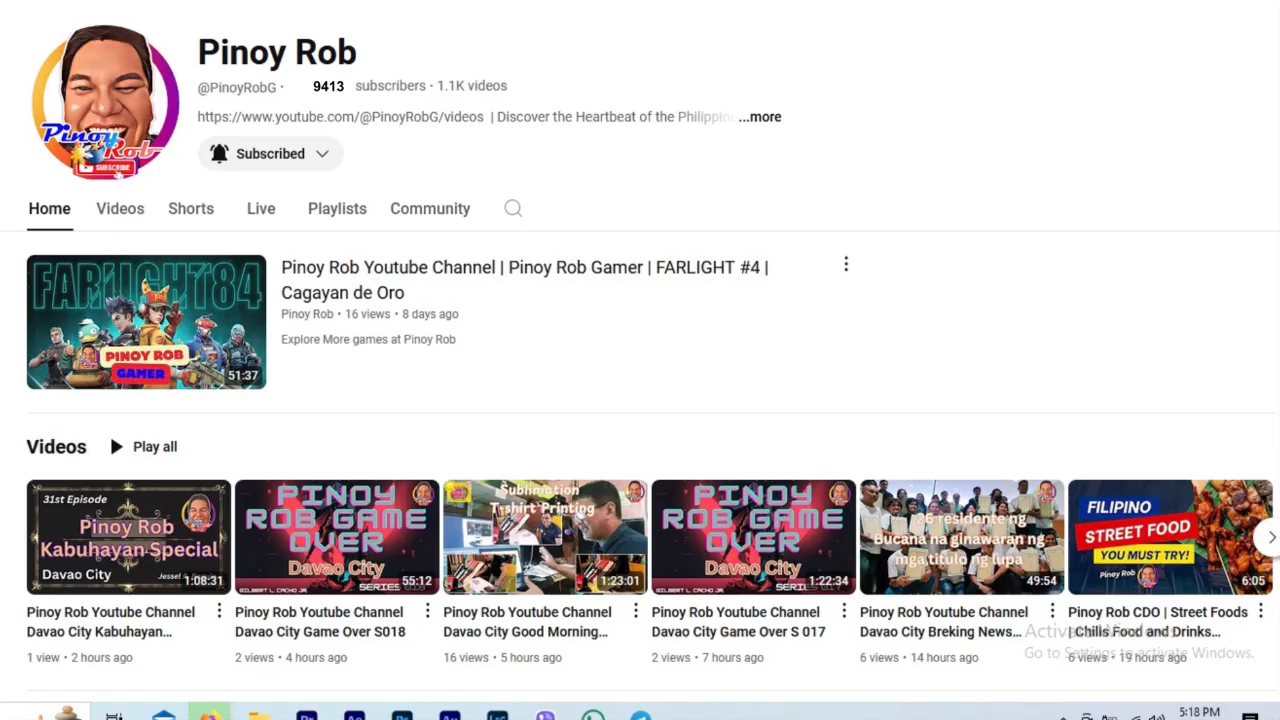 Pinoy Rob
@PinoyRobG · 9413 subscribers · 1.1K videos
https://www.youtube.com/@PinoyRobG/videos | Discover the Heartbeat of the Philippin ...more
Pinoy
Rob
SUBSCRIBE
Subscribed
Home Videos Shorts Live Playlists Community
FARLIGHT84
PINOY ROB
GAMER
51:37
Pinoy Rob Youtube Channel | Pinoy Rob Gamer | FARLIGHT #4 |
Cagayan de Oro
Pinoy Rob · 16 views · 8 days ago
Explore More games at Pinoy Rob
Videos Play all
31st Episode
Pinoy Rob
Kabuhayan Special
Davao City
1:08:31
Pinoy Rob Youtube Channel
Davao City Kabuhayan...
1 view · 2 hours ago
PINOY
ROB GAME
OVER
Davao City
55:12
Pinoy Rob Youtube Channel
Davao City Game Over S018
2 views · 4 hours ago
Sublimation
T-shirt Printing
1:23:01
Pinoy Rob Youtube Channel
Davao City Good Morning...
16 views · 5 hours ago
PINOY
ROB GAME
OVER
Davao City
GILBERT L. CACHO JR. SERIES 017
1:22:34
Pinoy Rob Youtube Channel
Davao City Game Over S 017
2 views · 7 hours ago
26 residente ng
Bucana na ginawaran ng
mga titulo ng lupa
49:54
Pinoy Rob Youtube Channel
Davao City Breking News...
6 views · 14 hours ago
FILIPINO
STREET FOOD
YOU MUST TRY!
Pinoy Rob
6:05
Pinoy Rob CDO | Street Foods
| Chills Food and Drinks...
6 views · 19 hours ago
Activate Windows
Go to Settings to activate Windows.
5:18 PM